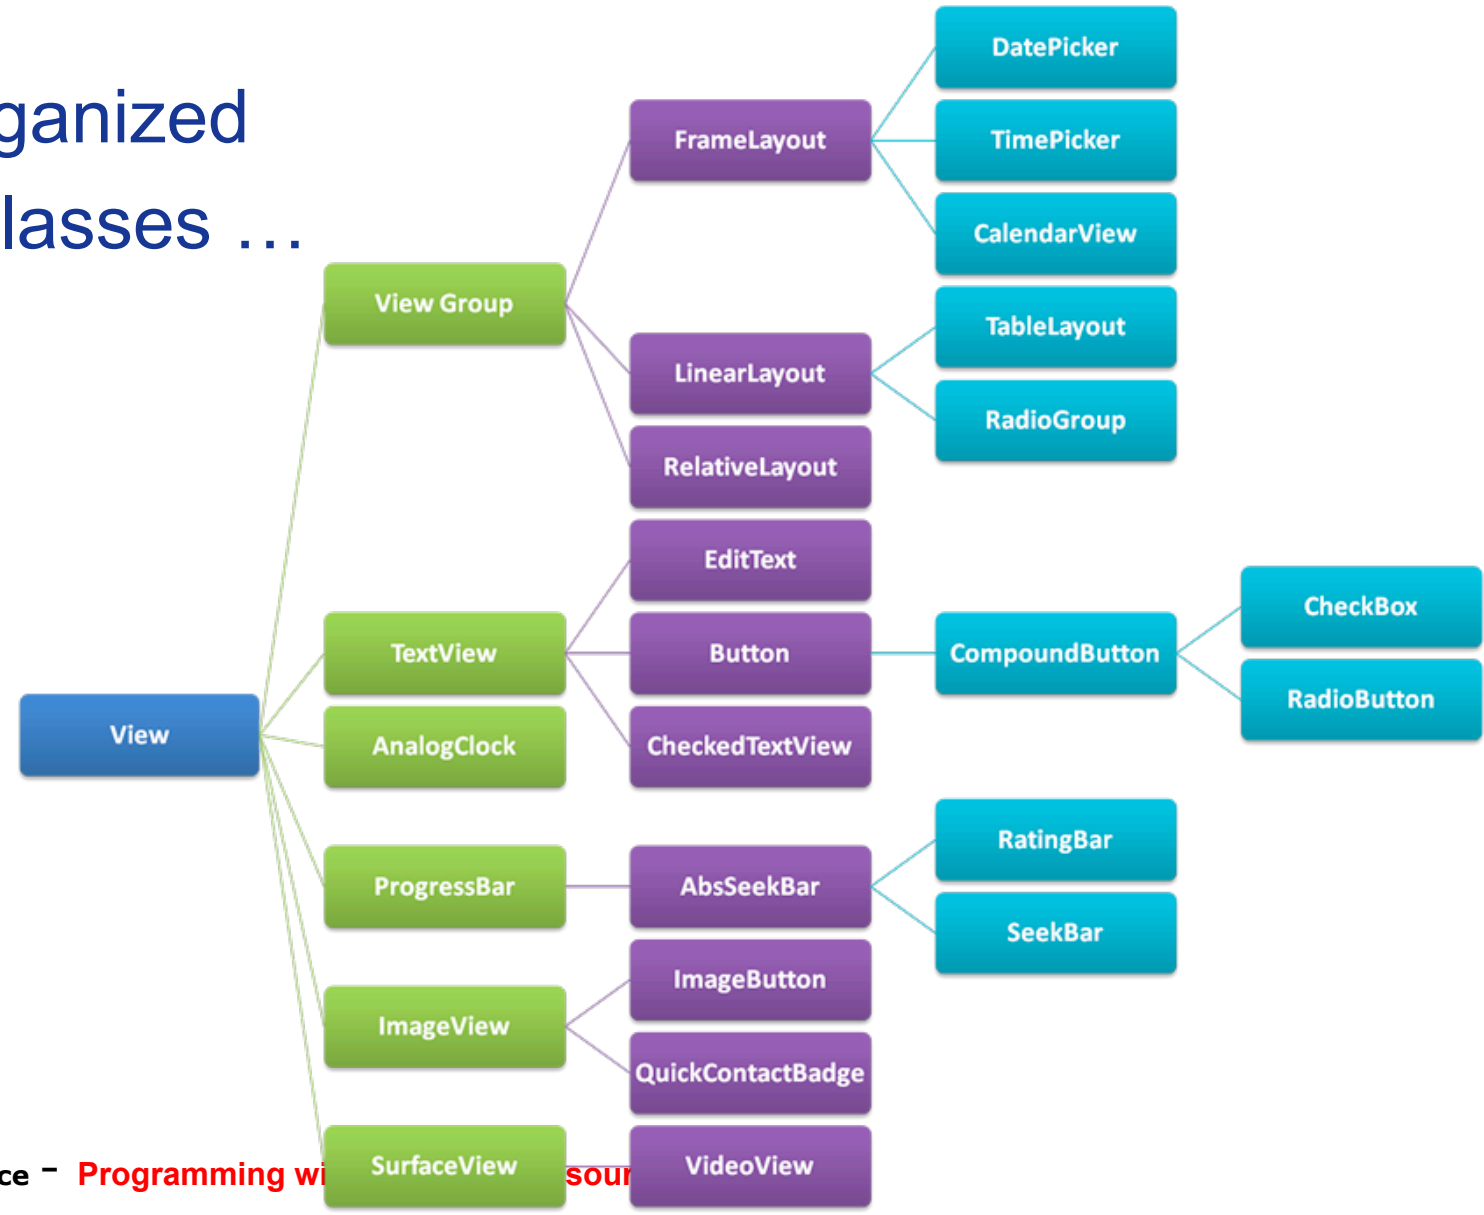 lasses …
View
View Group
TextView
AnalogClock
ProgressBar
ImageView
SurfaceView
FrameLayout
LinearLayout
RelativeLayout
EditText
Button
CheckedTextView
AbsSeekBar
ImageButton
QuickContactBadge
VideoView
DatePicker
TimePicker
CalendarView
TableLayout
RadioGroup
CompoundButton
RatingBar
SeekBar
CheckBox
RadioButton
ce - Programming wi
sour